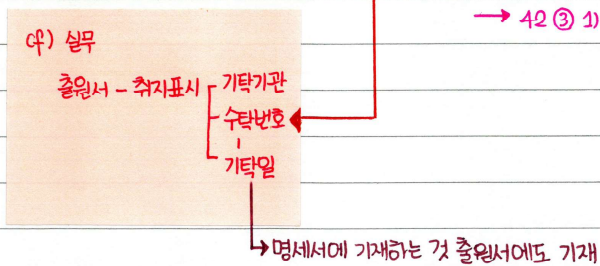 → 42 ③ 1)
cf) 실무
출원서 - 취지표시 기탁기관
수탁번호
기탁일
명세서에 기재하는 것 출원서에도 기재